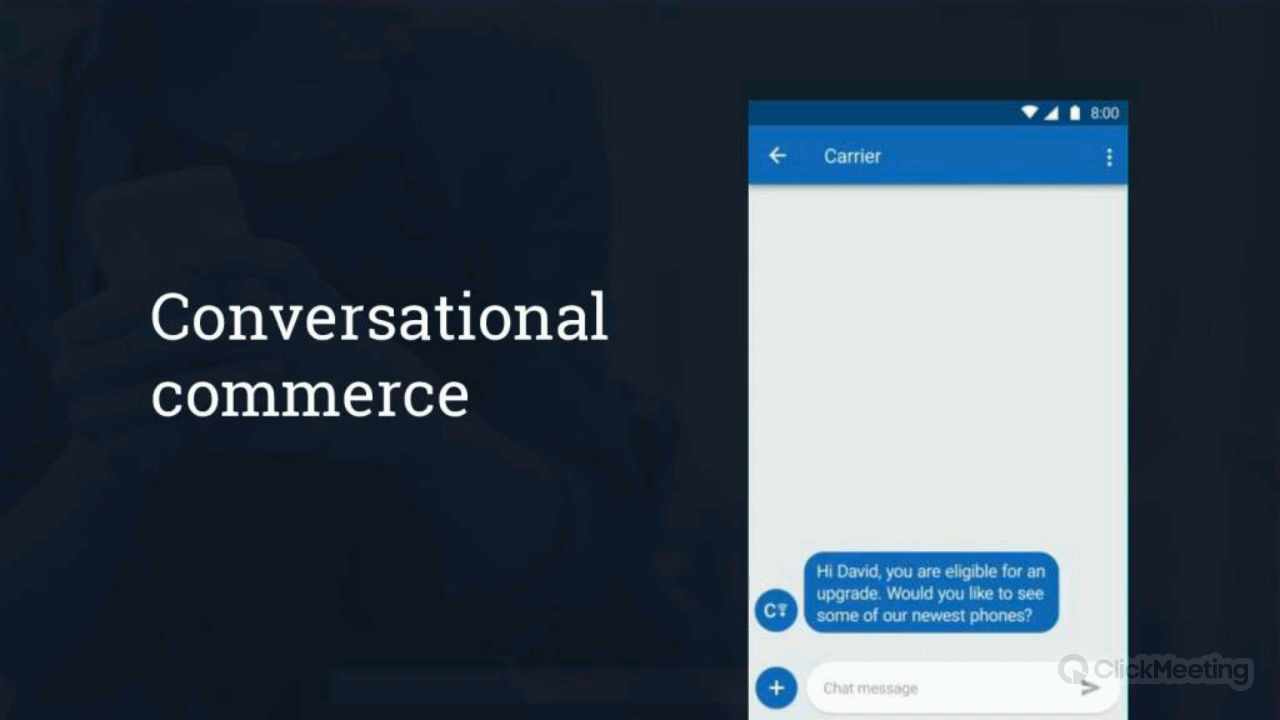 Conversational
commerce
8:00
Carrier
Hi David, you are eligible for an
upgrade. Would you like to see
some of our newest phones?
Chat message
ClickMeeting